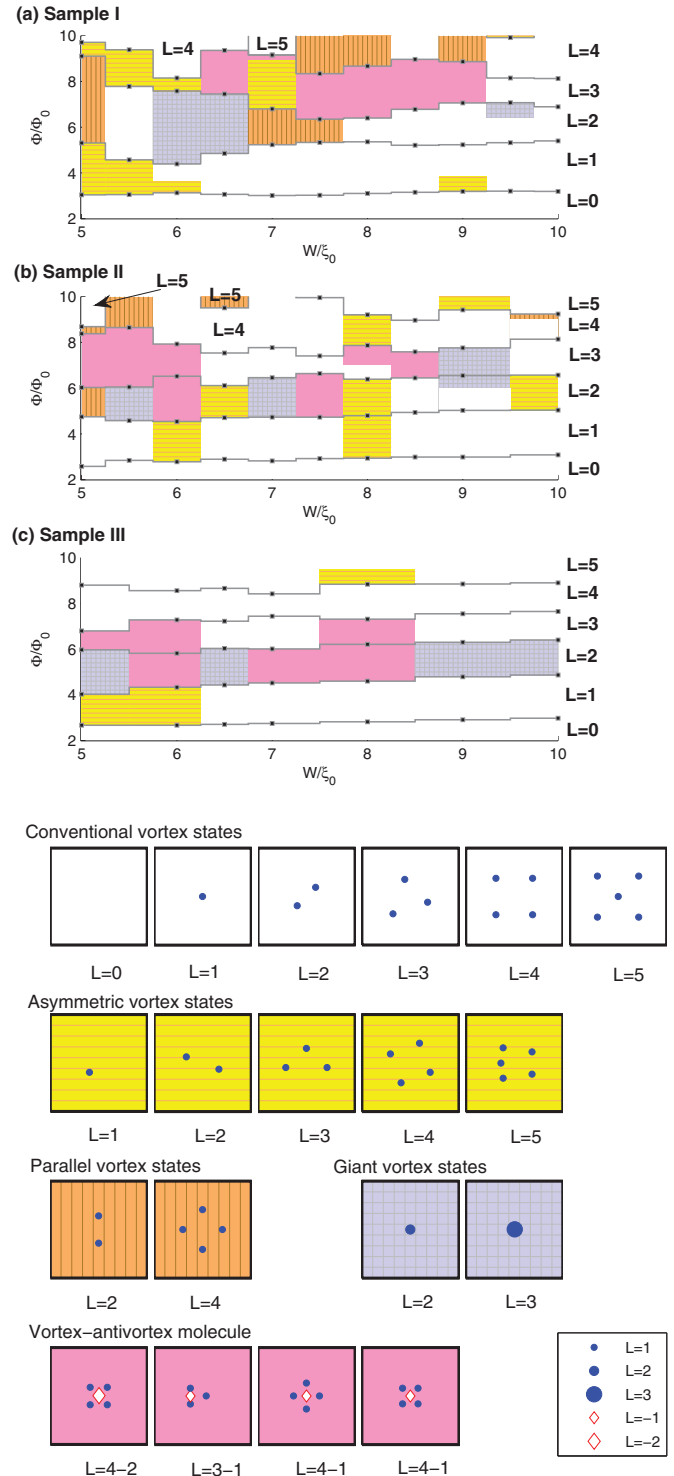 (a) Sample I
10
8
6
4
2
Φ/Φ0
L=4
L=5
L=4
L=3
L=2
L=1
L=0
5 6 7 8 9 10
W/ξ0
(b) Sample II
L=5
10
8
6
4
2
Φ/Φ0
L=5
L=4
L=5
L=4
L=3
L=2
L=1
L=0
5 6 7 8 9 10
W/ξ0
(c) Sample III
10
8
6
4
2
Φ/Φ0
L=5
L=4
L=3
L=2
L=1
L=0
5 6 7 8 9 10
W/ξ0
Conventional vortex states
L=0 L=1 L=2 L=3 L=4 L=5
Asymmetric vortex states
L=1 L=2 L=3 L=4 L=5
Parallel vortex states
L=2 L=4
Giant vortex states
L=2 L=3
Vortex−antivortex molecule
L=4−2 L=3−1 L=4−1 L=4−1
L=1
L=2
L=3
L=−1
L=−2